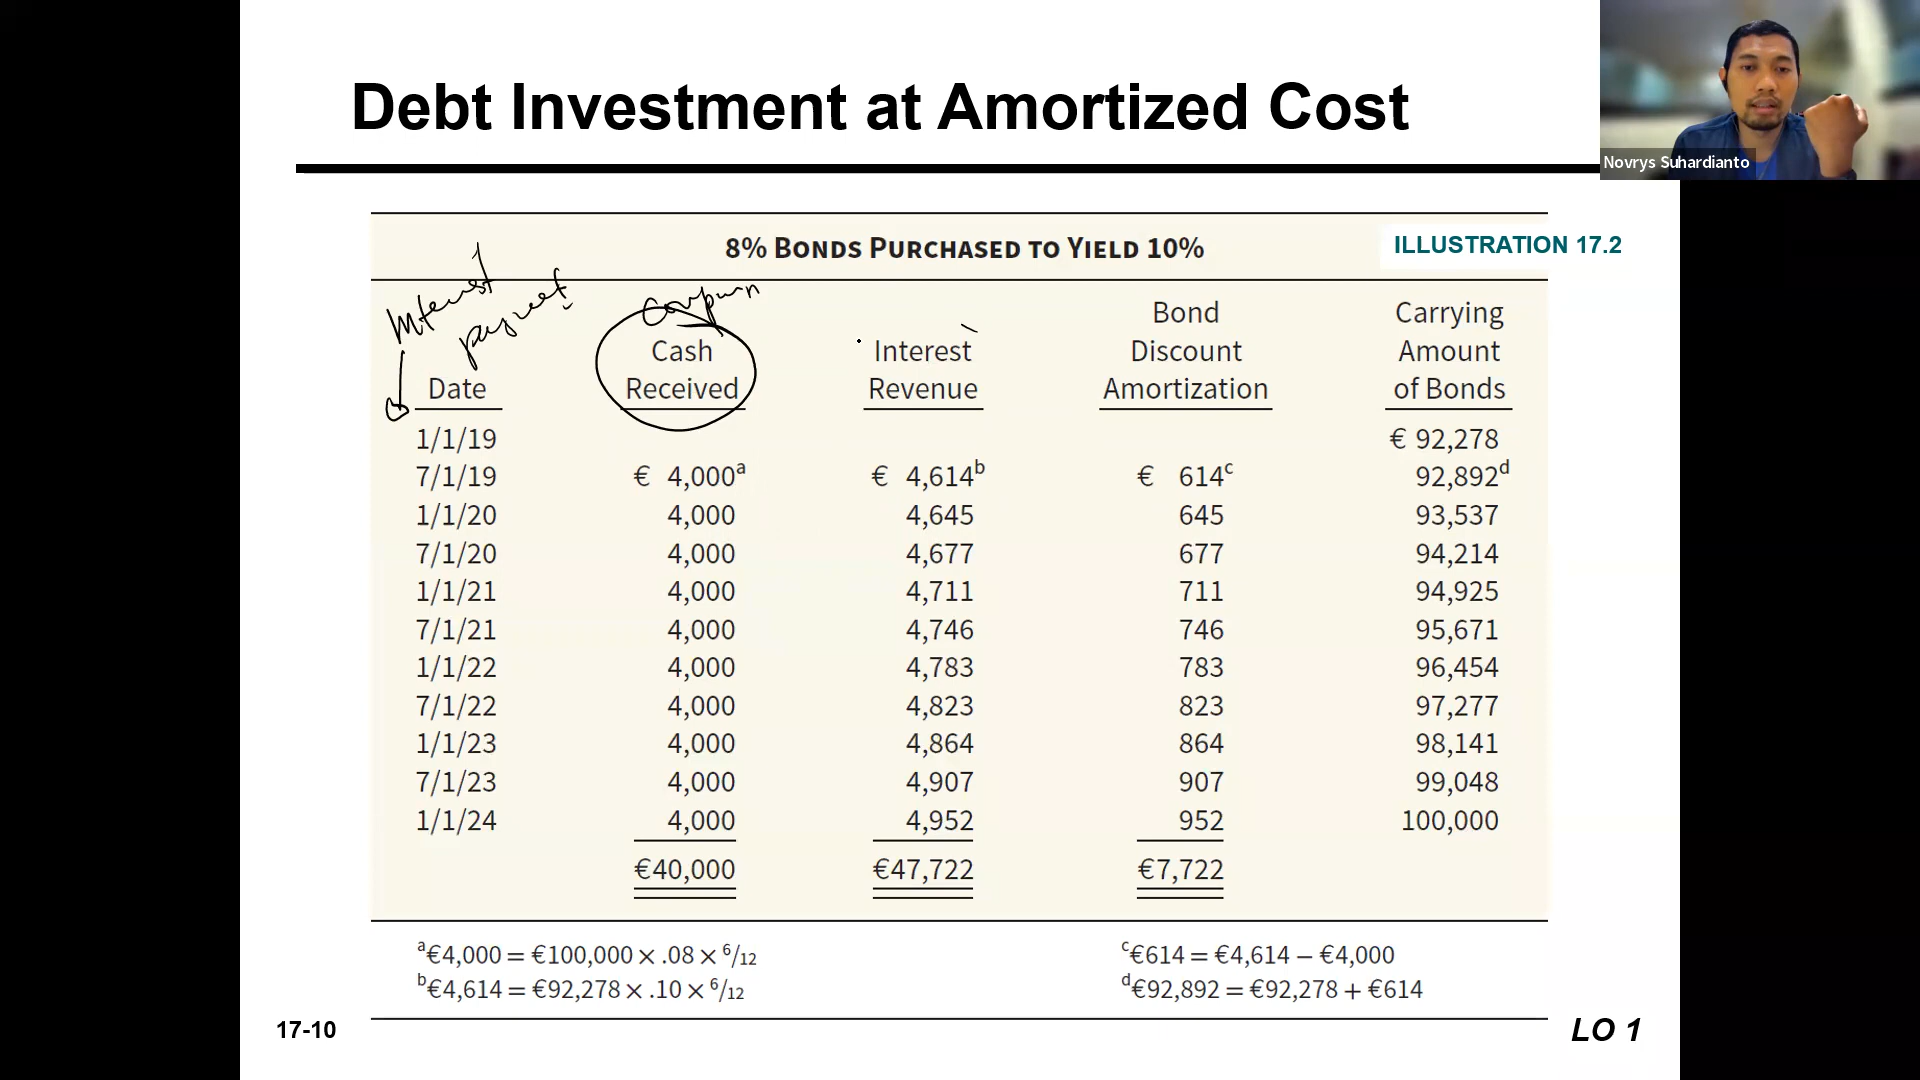 Debt Investment at Amortized Cost
Novrys Suhardianto
8% BONDS PURCHASED TO YIELD 10%
ILLUSTRATION 17.2
Interest
payment
Coupon
Date
Cash
Received
Interest
Revenue
Bond
Discount
Amortization
Carrying
Amount
of Bonds
1/1/19 € 92,278
7/1/19 € 4,000a € 4,614b € 614c 92,892d
1/1/20 4,000 4,645 645 93,537
7/1/20 4,000 4,677 677 94,214
1/1/21 4,000 4,711 711 94,925
7/1/21 4,000 4,746 746 95,671
1/1/22 4,000 4,783 783 96,454
7/1/22 4,000 4,823 823 97,277
1/1/23 4,000 4,864 864 98,141
7/1/23 4,000 4,907 907 99,048
1/1/24 4,000 4,952 952 100,000
€40,000 €47,722 €7,722
a€4,000 = €100,000 × .08 × 6/12
b€4,614 = €92,278 × .10 × 6/12
c€614 = €4,614 − €4,000
d€92,892 = €92,278 + €614
17-10
LO 1